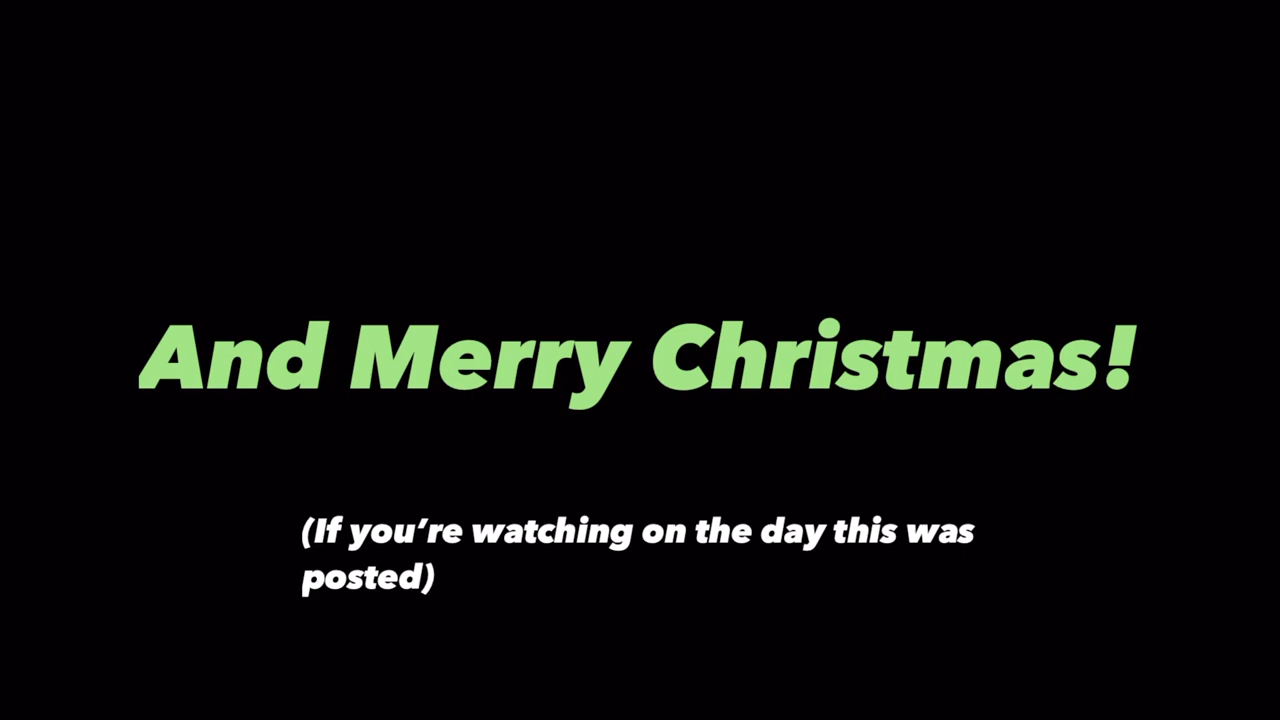 And Merry Christmas!
(If you’re watching on the day this was
posted)